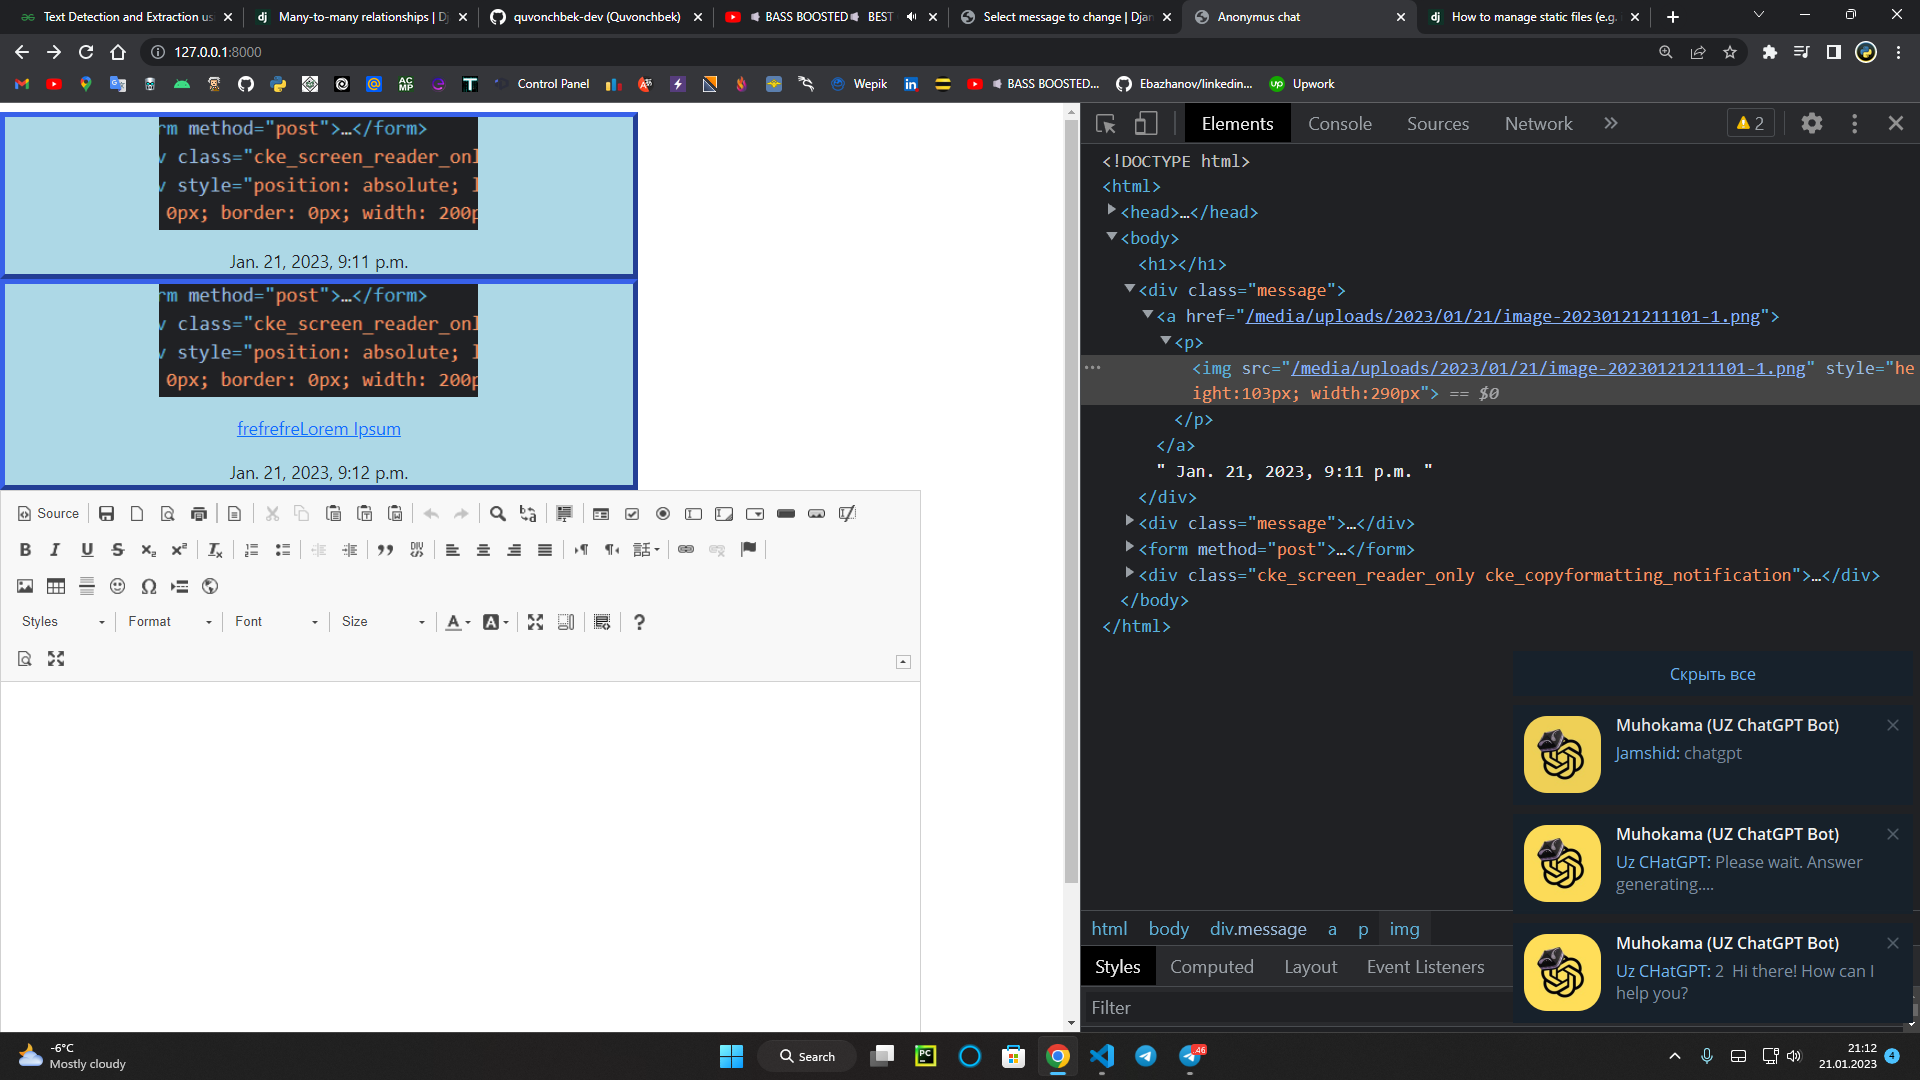 Text Detection and Extraction us
Many-to-many relationships | Dj
quvonchbek-dev (Quvonchbek)
BASS BOOSTED BEST
Select message to change | Djan
Anonymus chat
How to manage static files (e.g.
127.0.0.1:8000
Control Panel
Wepik
BASS BOOSTED...
Ebazhanov/linkedin...
Upwork
rm method="post">…</form>
v class="cke_screen_reader_onl
v style="position: absolute; l
0px; border: 0px; width: 200p
Jan. 21, 2023, 9:11 p.m.
rm method="post">…</form>
v class="cke_screen_reader_onl
v style="position: absolute; l
0px; border: 0px; width: 200p
frefrefreLorem Ipsum
Jan. 21, 2023, 9:12 p.m.
Source
Styles
Format
Font
Size
Elements
Console
Sources
Network
2
<!DOCTYPE html>
<html>
<head>…</head>
<body>
<h1></h1>
<div class="message">
<a href="/media/uploads/2023/01/21/image-20230121211101-1.png">
<p>
<img src="/media/uploads/2023/01/21/image-20230121211101-1.png" style="he
ight:103px; width:290px"> == $0
</p>
</a>
" Jan. 21, 2023, 9:11 p.m. "
</div>
<div class="message">…</div>
<form method="post">…</form>
<div class="cke_screen_reader_only cke_copyformatting_notification">…</div>
</body>
</html>
Скрыть все
Muhokama (UZ ChatGPT Bot)
Jamshid: chatgpt
Muhokama (UZ ChatGPT Bot)
Uz CHatGPT: Please wait. Answer
generating....
Muhokama (UZ ChatGPT Bot)
Uz CHatGPT: 2 Hi there! How can I
help you?
html
body
div.message
a
p
img
Styles
Computed
Layout
Event Listeners
Filter
-6°C
Mostly cloudy
Search
46
21:12
21.01.2023
4